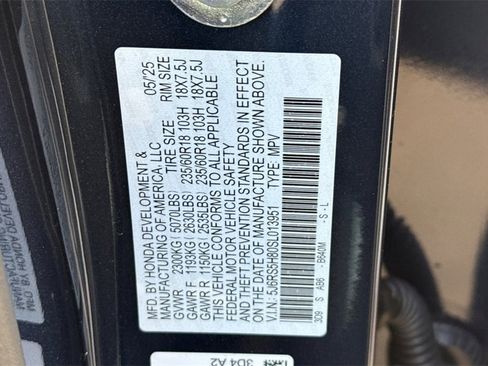 MFD. BY HONDA DEVELOPMENT & 05/25
MANUFACTURING OF AMERICA, LLC
TIRE SIZE RIM SIZE
GVWR 2300KG ( 5070LBS)
GAWR F 1193KG ( 2630LBS) 235/60R18 103H 18X7.5J
GAWR R 1150KG ( 2535LBS) 235/60R18 103H 18X7.5J
THIS VEHICLE CONFORMS TO ALL APPLICABLE
FEDERAL MOTOR VEHICLE SAFETY
AND THEFT PREVENTION STANDARDS IN EFFECT
ON THE DATE OF MANUFACTURE SHOWN ABOVE.
V.I.N.: 5J6RS5H80SL013951 TYPE: MPV
3D9 S AB6 - B640M - S - L
3D4 A2